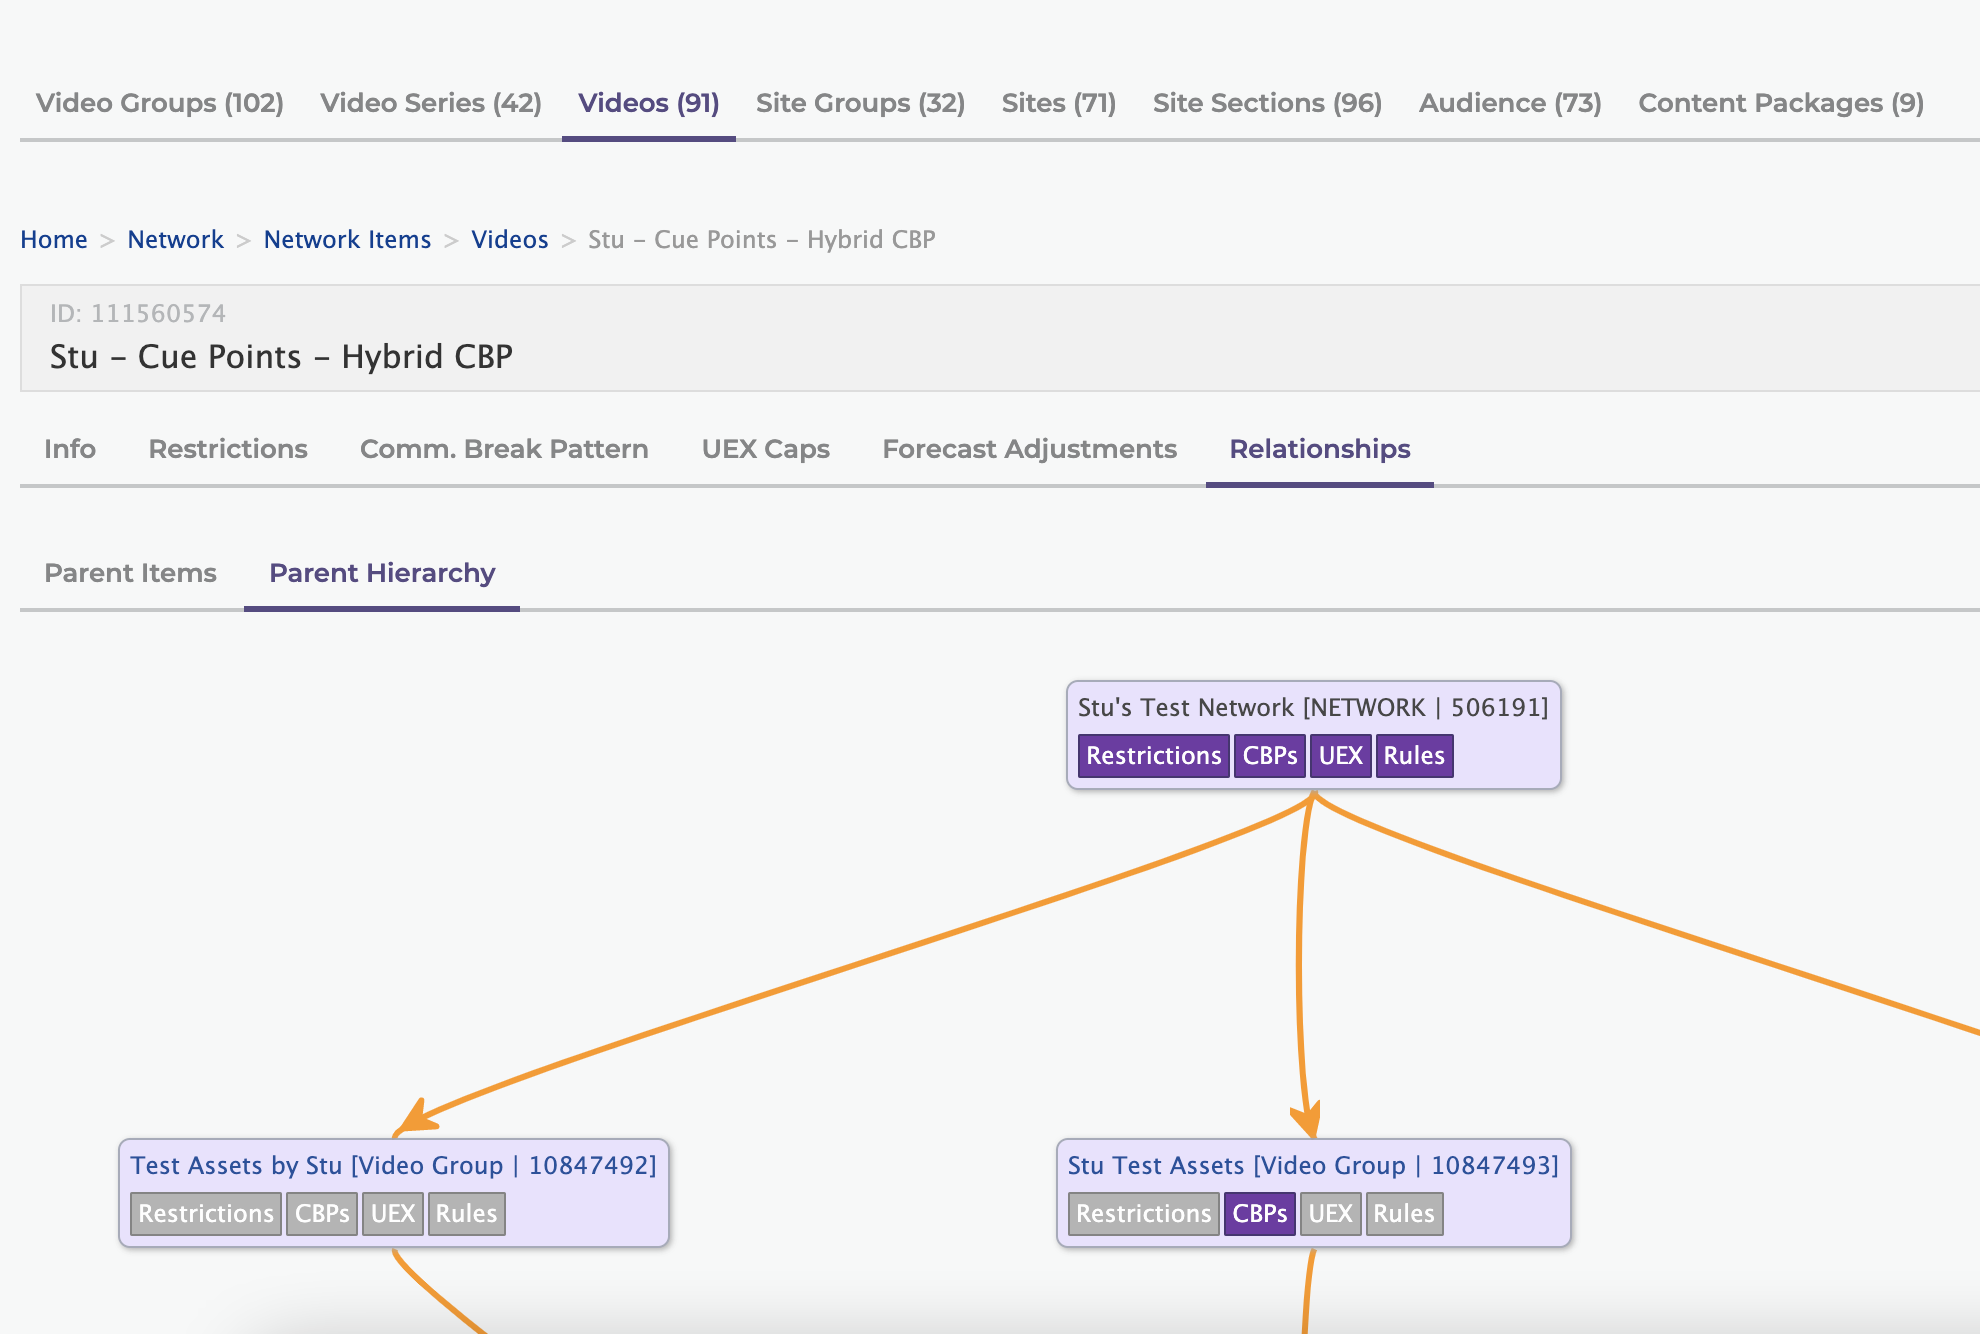 Video Groups (102) Video Series (42) Videos (91) Site Groups (32) Sites (71) Site Sections (96) Audience (73) Content Packages (9)
Home > Network > Network Items > Videos > Stu – Cue Points – Hybrid CBP
ID: 111560574
Stu – Cue Points – Hybrid CBP
Info Restrictions Comm. Break Pattern UEX Caps Forecast Adjustments Relationships
Parent Items Parent Hierarchy
Stu's Test Network [NETWORK | 506191]
Restrictions CBPs UEX Rules
Test Assets by Stu [Video Group | 10847492]
Restrictions CBPs UEX Rules
Stu Test Assets [Video Group | 10847493]
Restrictions CBPs UEX Rules